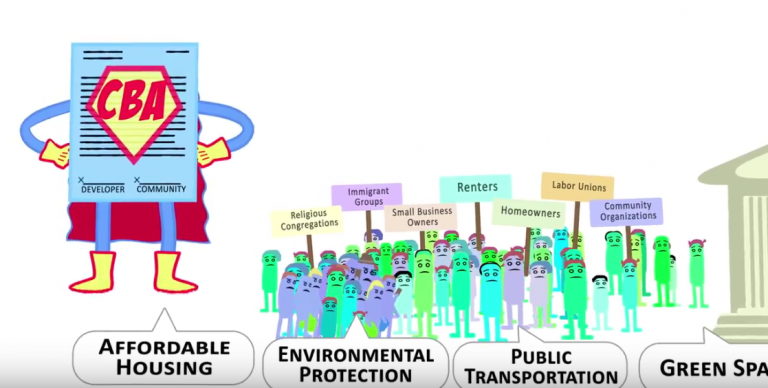 CBA
X
X
DEVELOPER
COMMUNITY
Religious
Congregations
Immigrant
Groups
Small Business
Owners
Renters
Homeowners
Labor Unions
Community
Organizations
AFFORDABLE
HOUSING
ENVIRONMENTAL
PROTECTION
PUBLIC
TRANSPORTATION
GREEN SPA